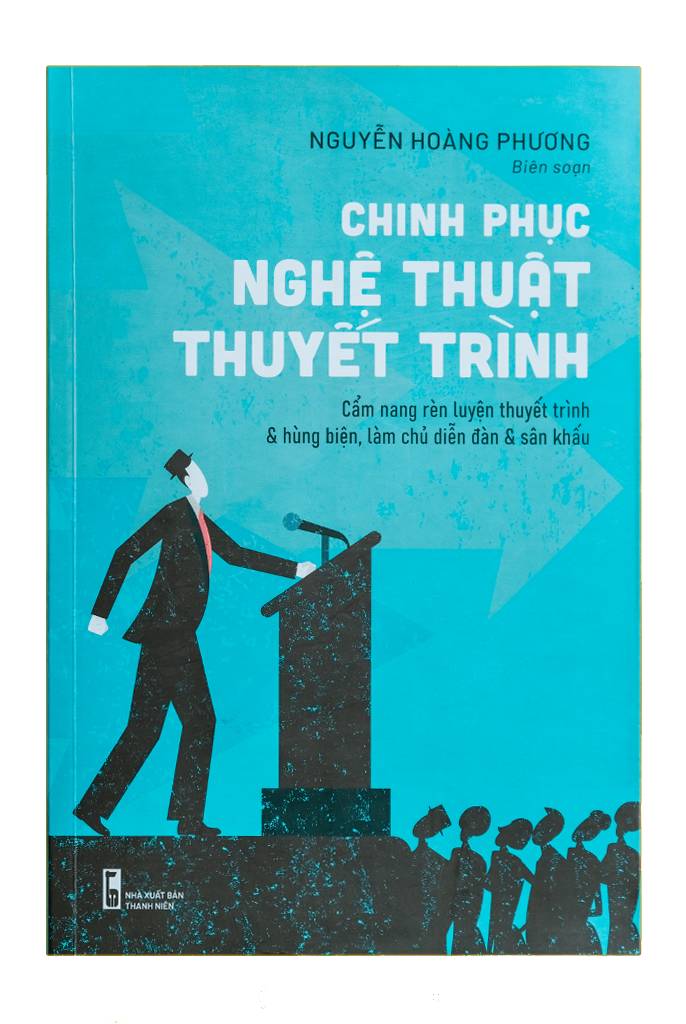 NGUYỄN HOÀNG PHƯƠNG
Biên soạn
CHINH PHỤC
NGHỆ THUẬT
THUYẾT TRÌNH
Cẩm nang rèn luyện thuyết trình
& hùng biện, làm chủ diễn đàn & sân khấu
NHÀ XUẤT BẢN
THANH NIÊN